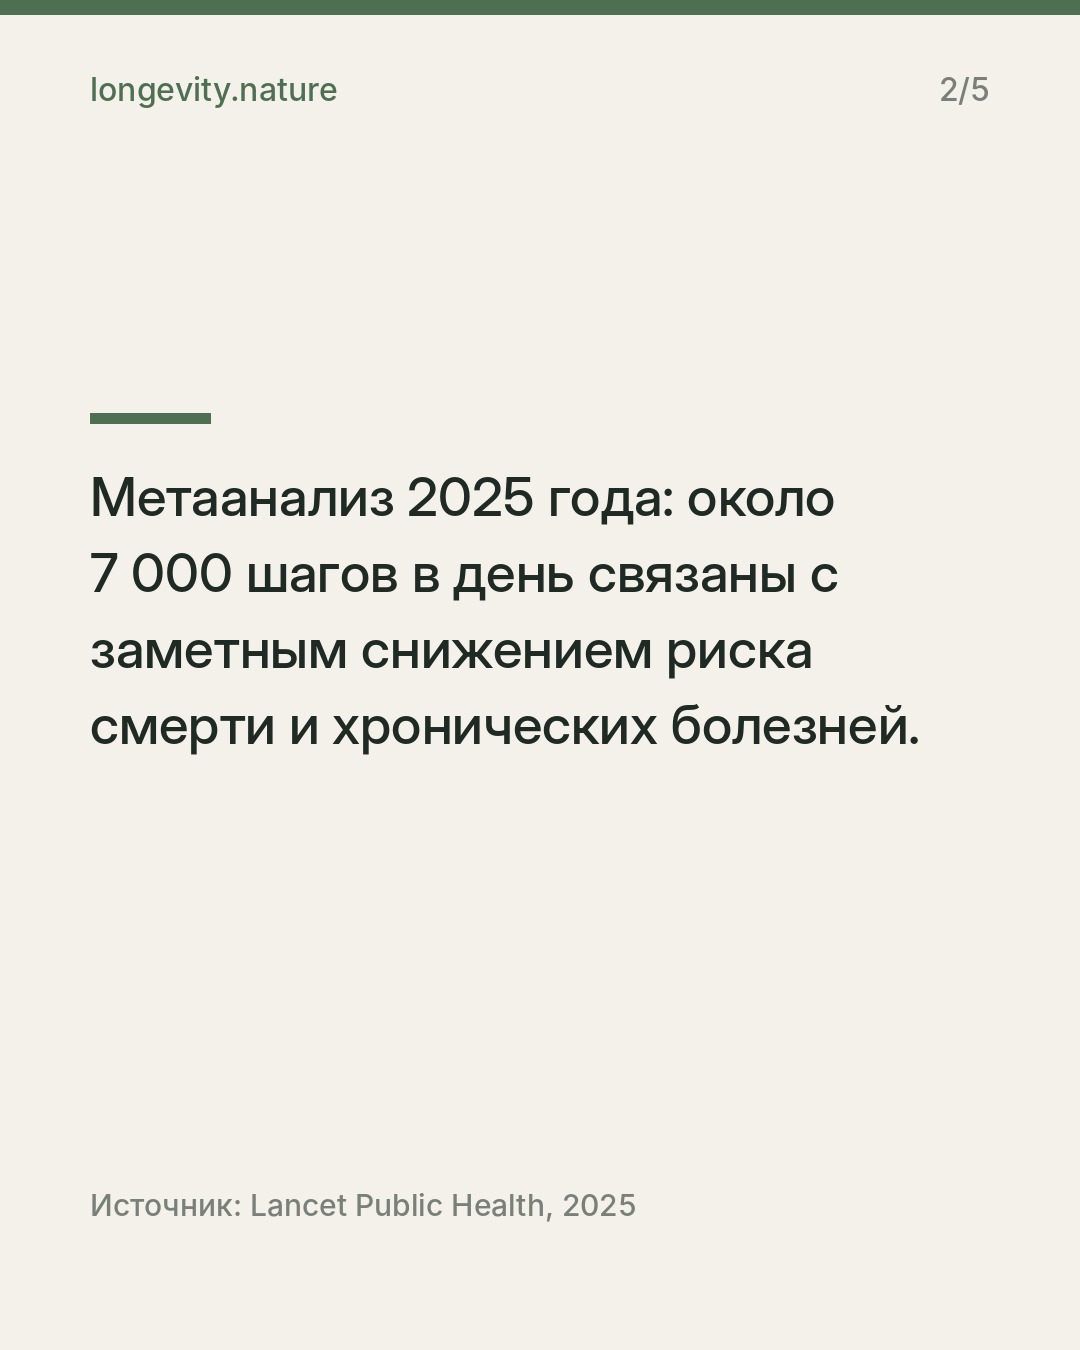 longevity.nature
2/5
Метаанализ 2025 года: около
7 000 шагов в день связаны с
заметным снижением риска
смерти и хронических болезней.
Источник: Lancet Public Health, 2025